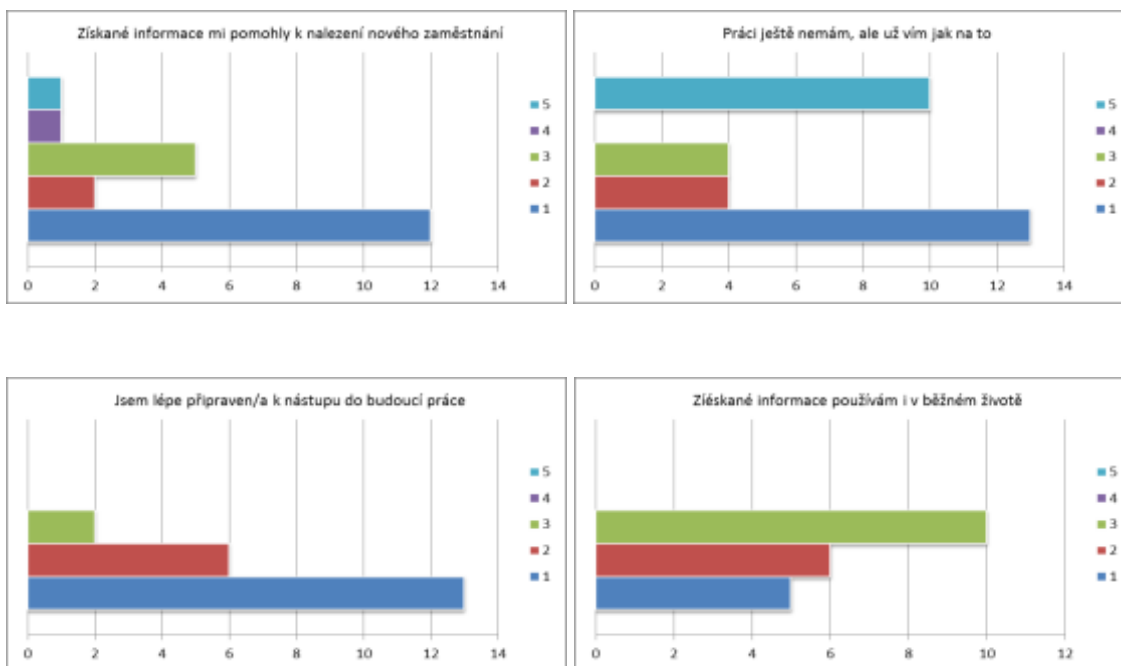 Získané informace mi pomohly k nalezení nového zaměstnání
5
4
3
2
1
0 2 4 6 8 10 12 14
Práci ještě nemám, ale už vím jak na to
5
4
3
2
1
0 2 4 6 8 10 12 14
Jsem lépe připraven/a k nástupu do budoucí práce
5
4
3
2
1
0 2 4 6 8 10 12 14
Zíéskané informace používám i v běžném životě
5
4
3
2
1
0 2 4 6 8 10 12